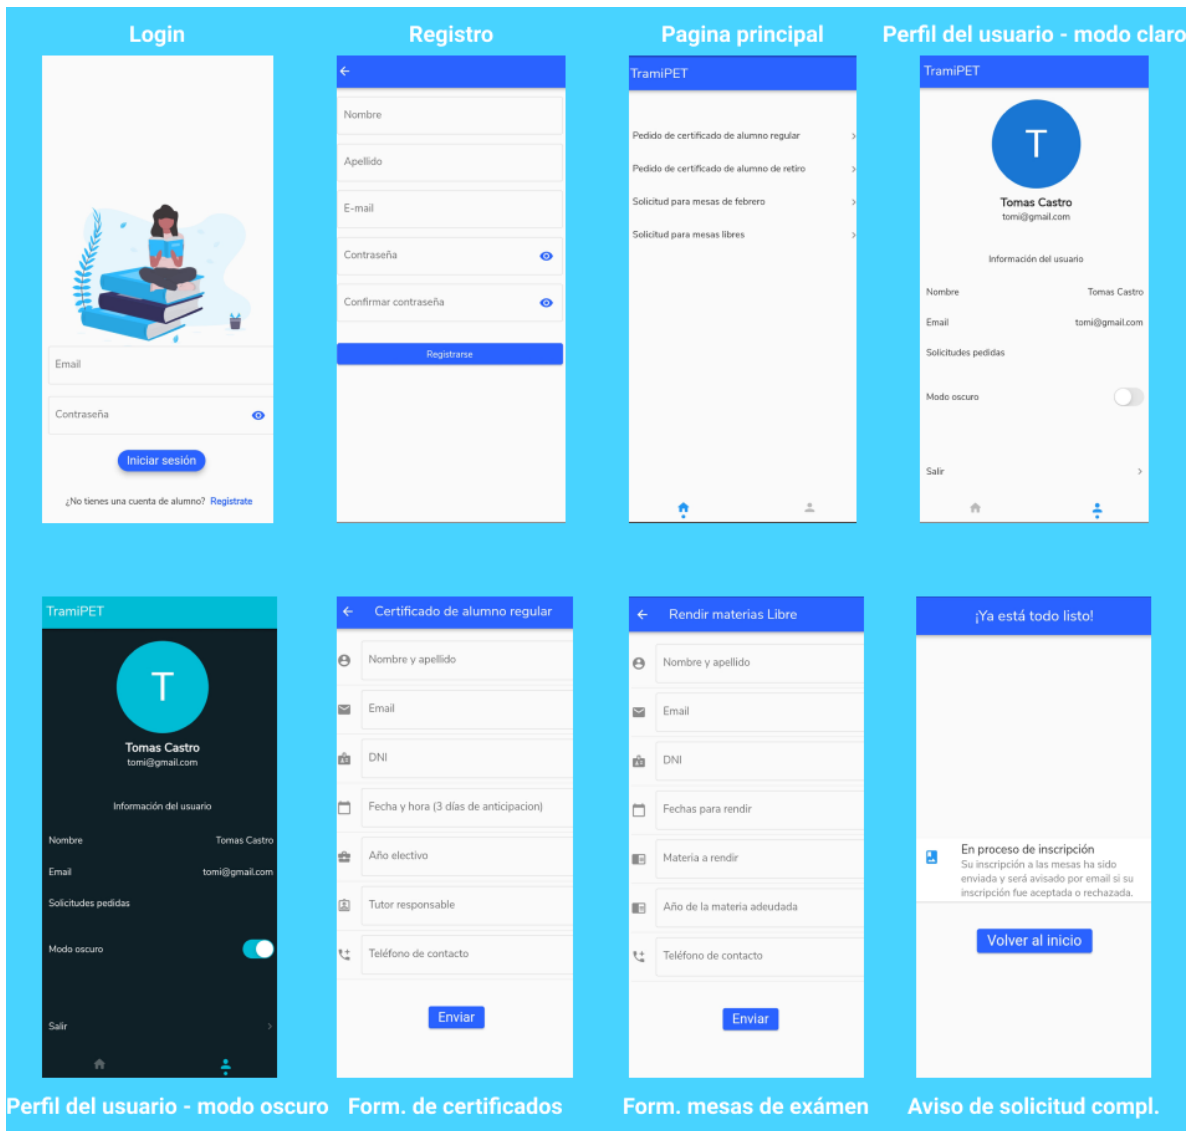 Login
Email
Contraseña
Iniciar sesión
¿No tienes una cuenta de alumno? Registrate
Registro
Nombre
Apellido
E-mail
Contraseña
Confirmar contraseña
Registrarse
Pagina principal
TramiPET
Pedido de certificado de alumno regular
Pedido de certificado de alumno de retiro
Solicitud para mesas de febrero
Solicitud para mesas libres
Perfil del usuario - modo claro
TramiPET
T
Tomas Castro
tomi@gmail.com
Información del usuario
Nombre Tomas Castro
Email tomi@gmail.com
Solicitudes pedidas
Modo oscuro
Salir
TramiPET
T
Tomas Castro
tomi@gmail.com
Información del usuario
Nombre Tomas Castro
Email tomi@gmail.com
Solicitudes pedidas
Modo oscuro
Salir
Perfil del usuario - modo oscuro
Certificado de alumno regular
Nombre y apellido
Email
DNI
Fecha y hora (3 días de anticipacion)
Año electivo
Tutor responsable
Teléfono de contacto
Enviar
Form. de certificados
Rendir materias Libre
Nombre y apellido
Email
DNI
Fechas para rendir
Materia a rendir
Año de la materia adeudada
Teléfono de contacto
Enviar
Form. mesas de exámen
¡Ya está todo listo!
En proceso de inscripción
Su inscripción a las mesas ha sido
enviada y será avisado por email si su
inscripción fue aceptada o rechazada.
Volver al inicio
Aviso de solicitud compl.